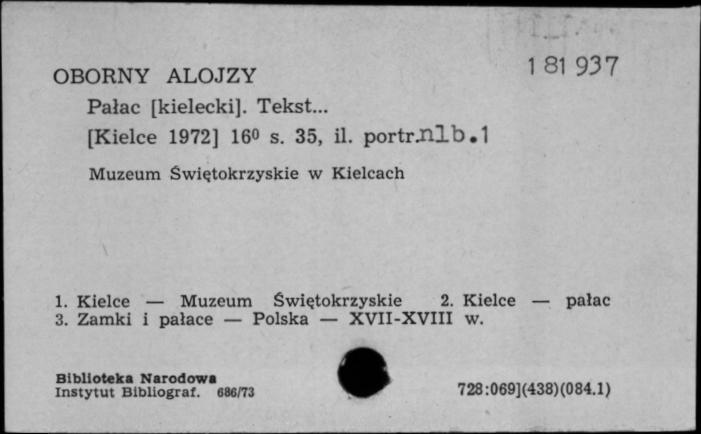 181 937
OBORNY ALOJZY
Pałac [kielecki]. Tekst...
[Kielce 1972] 16⁰ s. 35, il. portr.nlb.1
Muzeum Świętokrzyskie w Kielcach
1. Kielce — Muzeum Świętokrzyskie 2. Kielce — pałac
3. Zamki i pałace — Polska — XVII-XVIII w.
Biblioteka Narodowa
Instytut Bibliograf. 686/73
728:069](438)(084.1)